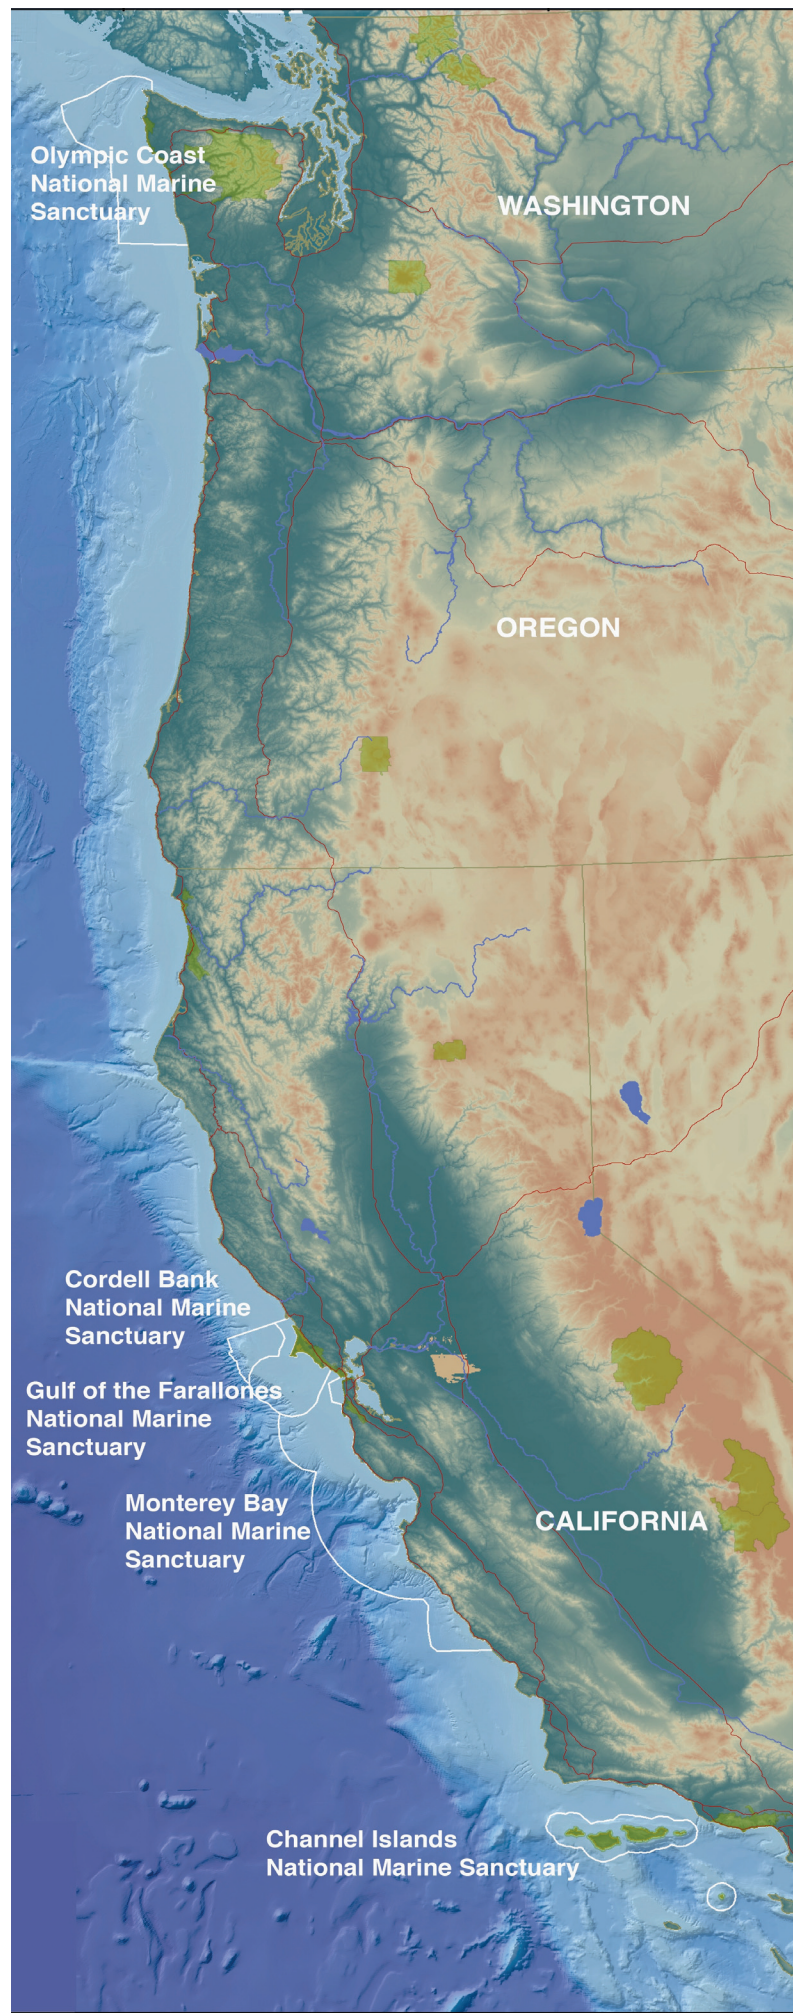 Olympic Coast
National Marine
Sanctuary
WASHINGTON
OREGON
Cordell Bank
National Marine
Sanctuary
Gulf of the Farallones
National Marine
Sanctuary
Monterey Bay
National Marine
Sanctuary
CALIFORNIA
Channel Islands
National Marine Sanctuary